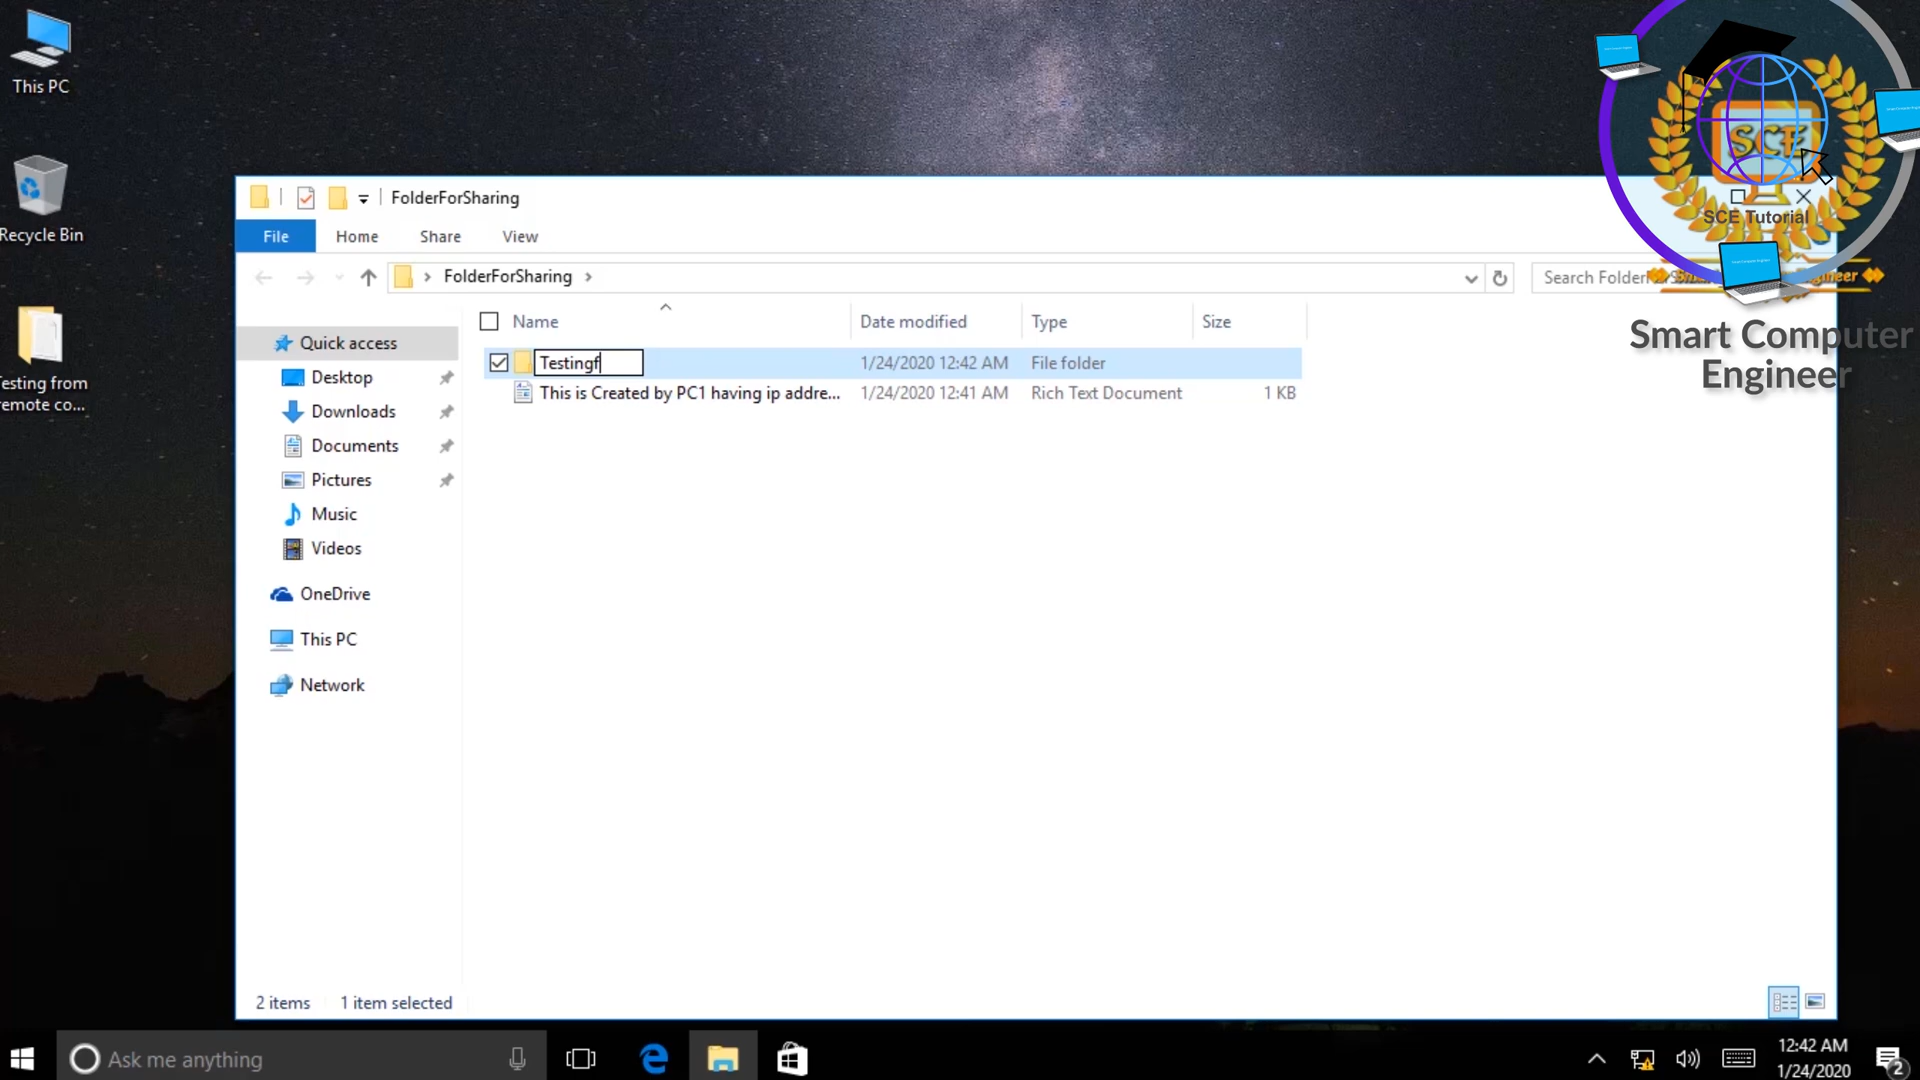 This PC
Recycle Bin
esting from
emote co...
FolderForSharing
File
Home
Share
View
FolderForSharing
Search Folder
Name
Date modified
Type
Size
Testingf
1/24/2020 12:42 AM
File folder
This is Created by PC1 having ip addre...
1/24/2020 12:41 AM
Rich Text Document
1 KB
Quick access
Desktop
Downloads
Documents
Pictures
Music
Videos
OneDrive
This PC
Network
2 items
1 item selected
SCE
SCE Tutorial
Smart Computer
Engineer
Ask me anything
12:42 AM
1/24/2020
2